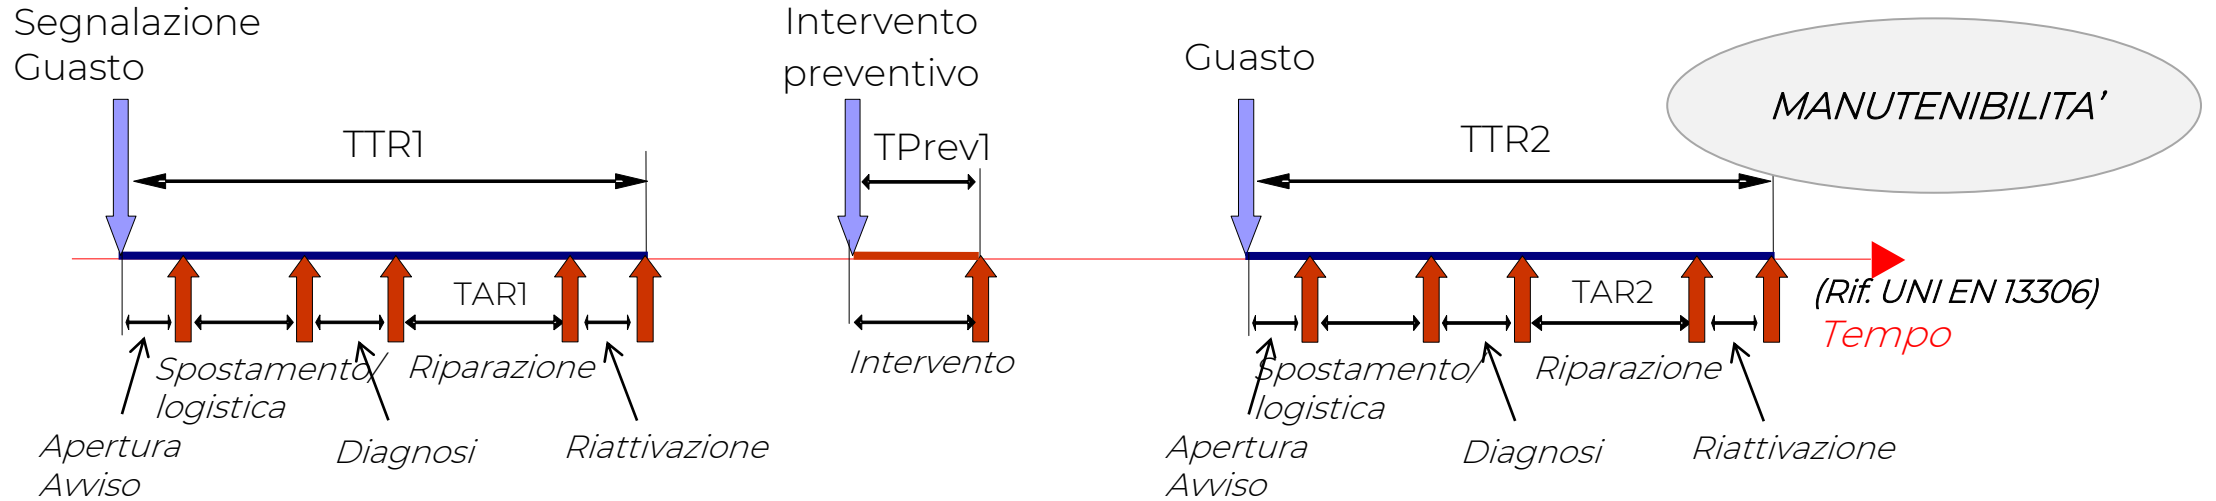 Segnalazione
Guasto
Intervento
preventivo
Guasto
MANUTENIBILITA’
TTR1
TPrev1
TTR2
TAR1
TAR2
(Rif. UNI EN 13306)
Tempo
Spostamento/
logistica
Riparazione
Intervento
Spostamento/
logistica
Riparazione
Apertura
Avviso
Diagnosi
Riattivazione
Apertura
Avviso
Diagnosi
Riattivazione